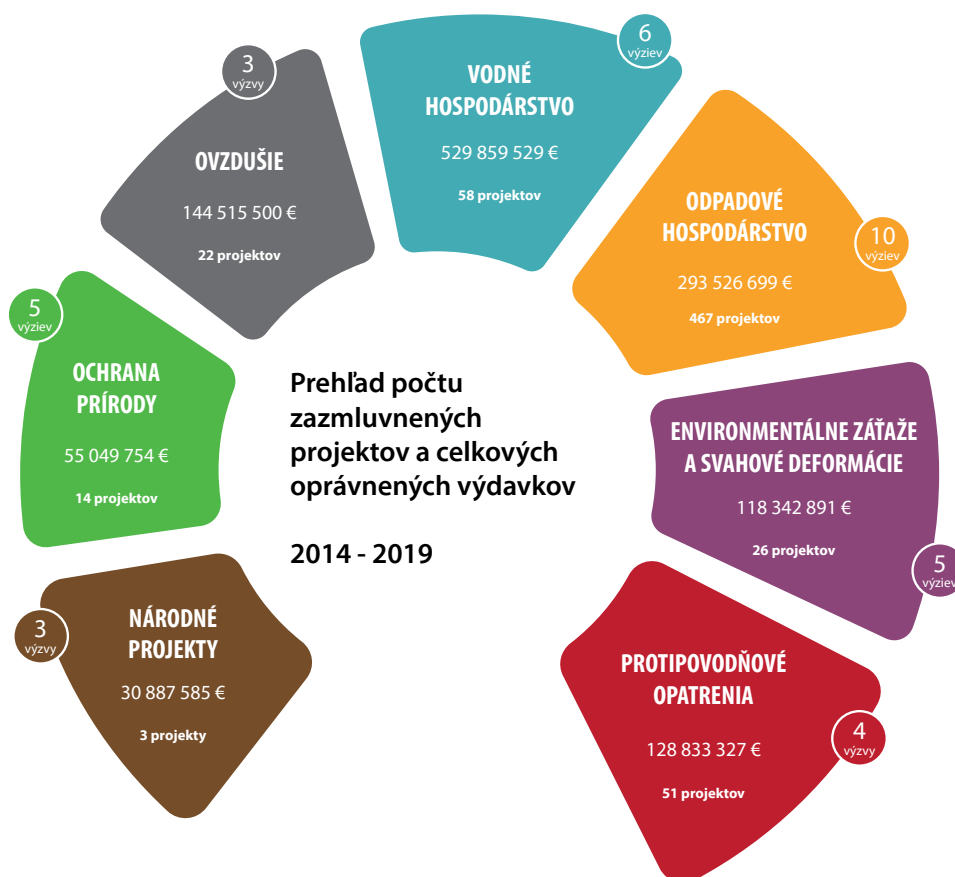 Prehľad počtu
zazmluvnených
projektov a celkových
oprávnených výdavkov
2014 - 2019
3
výzvy
NÁRODNÉ
PROJEKTY
30 887 585 €
3 projekty
5
výziev
OCHRANA
PRÍRODY
55 049 754 €
14 projektov
3
výzvy
OVZDUŠIE
144 515 500 €
22 projektov
6
výziev
VODNÉ
HOSPODÁRSTVO
529 859 529 €
58 projektov
10
výziev
ODPADOVÉ
HOSPODÁRSTVO
293 526 699 €
467 projektov
ENVIRONMENTÁLNE ZÁŤAŽE
A SVAHOVÉ DEFORMÁCIE
118 342 891 €
26 projektov
5
výziev
PROTIPOVODŇOVÉ
OPATRENIA
128 833 327 €
51 projektov
4
výzvy